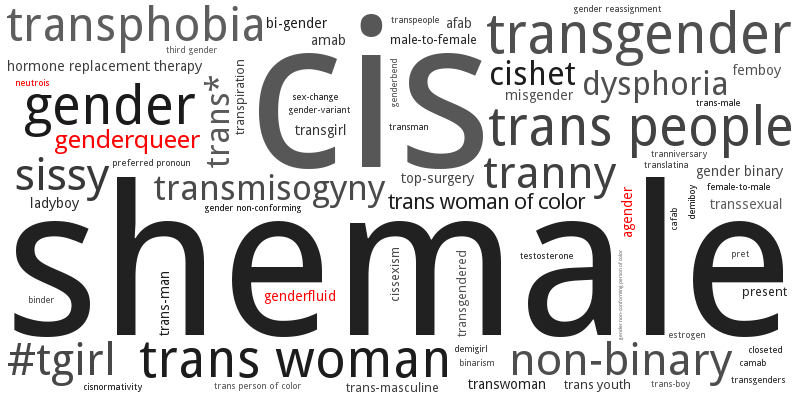 gender reassignment
transphobia
bi-gender
transpeople
afab
cis
transgender
amab
male-to-female
third gender
hormone replacement therapy
cishet
dysphoria
femboy
neutrois
trans*
transpiration
genderbend
misgender
gender
sex-change
gender-variant
trans-male
genderqueer
transgirl
transman
trans people
sissy
preferred pronoun
tranniversary
translatina
top-surgery
tranny
gender binary
transmisogyny
female-to-male
demiboy
ladyboy
gender non-conforming
trans woman of color
agender
cafab
transsexual
shemale
cissexism
transgendered
testosterone
gender non-conforming person of color
pret
trans-man
binder
genderfluid
present
estrogen
#tgirl
trans woman
demigirl
binarism
non-binary
closeted
camab
cisnormativity
trans person of color
trans-masculine
transwoman
trans youth
trans-boy
transgenders